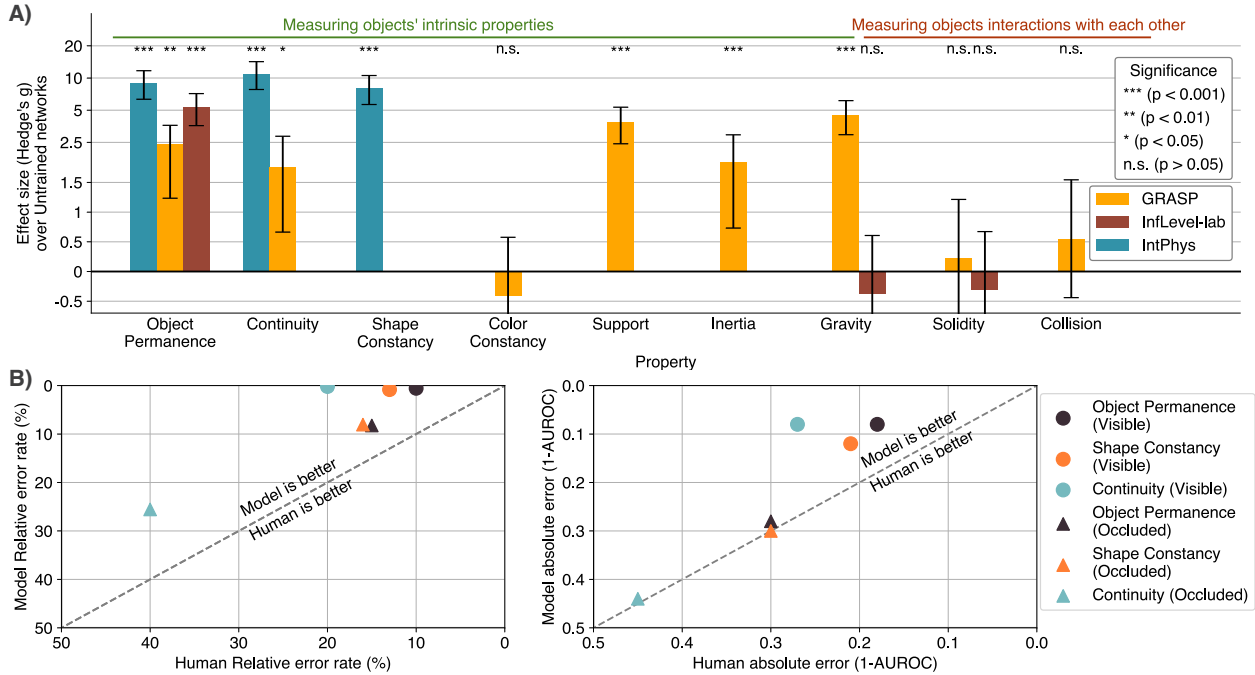 A)
Measuring objects' intrinsic properties
Measuring objects interactions with each other
*** ** *** *** * *** n.s. *** *** *** n.s. n.s. n.s. n.s.
Effect size (Hedge's g)
over Untrained networks
20
10
5
2.5
1.5
1
0.5
0
-0.5
Significance
*** (p < 0.001)
** (p < 0.01)
* (p < 0.05)
n.s. (p > 0.05)
GRASP
InfLevel-lab
IntPhys
Object
Permanence
Continuity
Shape
Constancy
Color
Constancy
Support
Inertia
Gravity
Solidity
Collision
Property
B)
Model Relative error rate (%)
0
10
20
30
40
50
Model is better
Human is better
50 40 30 20 10 0
Human Relative error rate (%)
Model absolute error (1-AUROC)
0.0
0.1
0.2
0.3
0.4
0.5
Model is better
Human is better
0.5 0.4 0.3 0.2 0.1 0.0
Human absolute error (1-AUROC)
Object Permanence
(Visible)
Shape Constancy
(Visible)
Continuity (Visible)
Object Permanence
(Occluded)
Shape Constancy
(Occluded)
Continuity (Occluded)